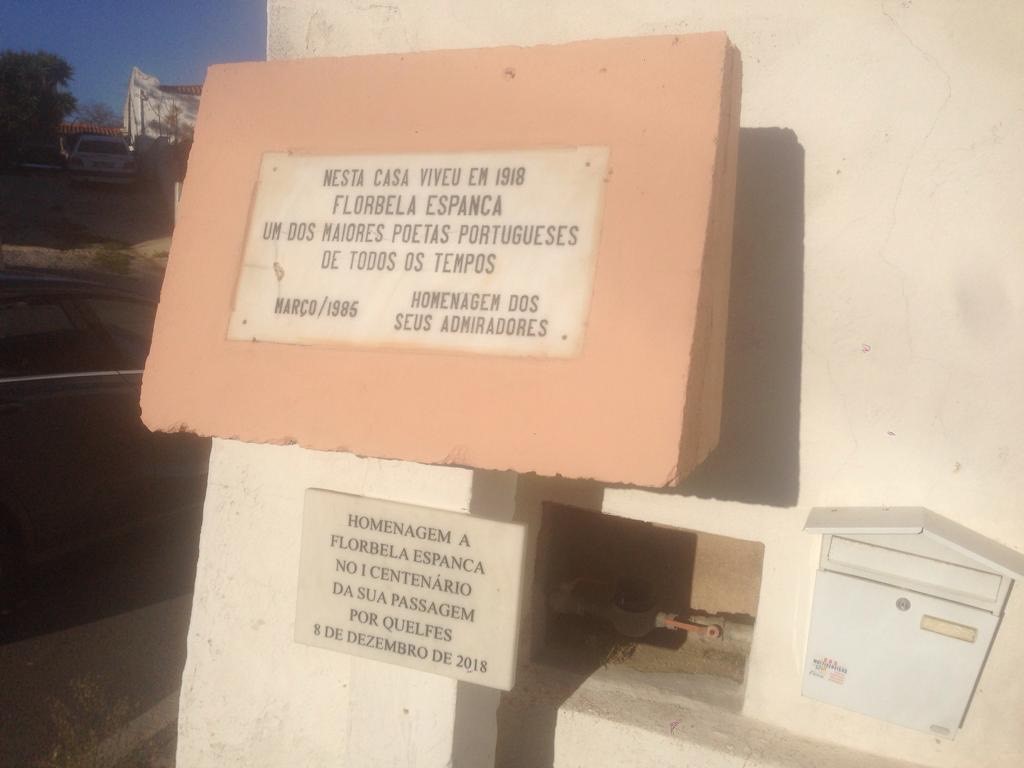 NESTA CASA VIVEU EM 1918
FLORBELA ESPANCA
UM DOS MAIORES POETAS PORTUGUESES
DE TODOS OS TEMPOS
MARÇO/1985
HOMENAGEM DOS
SEUS ADMIRADORES
HOMENAGEM A
FLORBELA ESPANCA
NO I CENTENÁRIO
DA SUA PASSAGEM
POR QUELFES
8 DE DEZEMBRO DE 2018